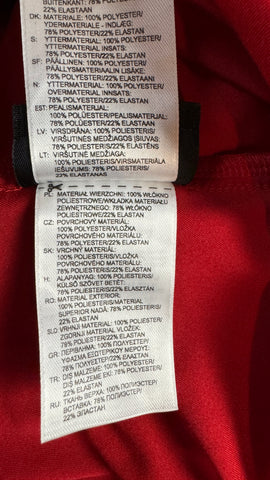 BUITENKANT: 78% POLYESTER/
22% ELASTAAN
DK: MATERIALE: 100% POLYESTER/
YDERMATERIALE - INDLÆG:
78% POLYESTER/22% ELASTAN
S: YTTERMATERIAL: 100% POLYESTER/
YTTERMATERIAL INSATS:
78% POLYESTER/22% ELASTAN
SF: PÄÄLLINEN: 100% POLYESTERI/
PÄÄLLYSMATERIAALIN LISÄKE:
78% POLYESTERI/22% ELASTAANI
N: YTTERMATERIAL: 100% POLYESTER/
OVERMATERIAL INNSATS:
78% POLYESTER/22% ELASTAN
EST: PEALISMATERJAL:
100% POLÜESTER/PEALISMATERJAL:
78% POLÜESTER/22% ELASTAAN
LV: VIRSDRĀNA: 100% POLIESTERIS/
VIRŠUTINĖS MEDŽIAGOS ĮSIUVAS:
78% POLIESTERIS/22% ELASTĒNS
LT: VIRŠUTINĖ MEDŽIAGA:
100% POLIESTERIS/VIRSMATERIĀLA
IEŠUVUMS: 78% POLIESTERIS/
22% ELASTANAS
PL: MATERIAŁ WIERZCHNI: 100% WŁÓKNO
POLIESTROWE/WKŁADKA MATERIAŁU
ZEWNĘTRZNEGO: 78% WŁÓKNO
POLIESTROWE/22% ELASTAN
CZ: POVRCHOVÝ MATERIÁL:
100% POLYESTER/VLOŽKA
POVRCHOVÉHO MATERIÁLU:
78% POLYESTER/22% ELASTAN
SK: VRCHNÝ MATERIÁL:
100% POLYESTER/VLOŽKA
POVRCHOVÉHO MATERIÁLU:
78% POLYESTER/22% ELASTAN
H: ALAPANYAG: 100% POLIÉSZTER/
KÜLSŐ SZÖVET BETÉT:
78% POLIÉSZTER/22% ELASZTÁN
RO: MATERIAL EXTERIOR:
100% POLIESTER/MATERIAL
SUPERIOR NADĂ: 78% POLIESTER/
22% ELASTAN
SLO: VRHNJI MATERIAL: 100% POLIESTER/
ZGORNJI MATERIAL VLOŽEK:
78% POLIESTER/22% ELASTAN
GR: ΠΕΡΙΓΡΑΦΗ: 100% ΠΟΛΥΕΣΤΕΡ/
ΥΦΑΣΜΑ ΕΣΩΤΕΡΙΚΟΥ ΜΕΡΟΥΣ:
78% ΠΟΛΥΕΣΤΕΡ/22% ΕΛΑΣΤΑΝ
TR: DIŞ MALZEME: 100% POLYESTER/
DIŞ MALZEME EKİ: 78% POLYESTER/
22% ELASTAN
RU: ТКАНЬ ВЕРХА: 100% ПОЛИЭСТЕР/
ВСТАВКА: 78% ПОЛИЭСТЕР/
22% ЭЛАСТАН